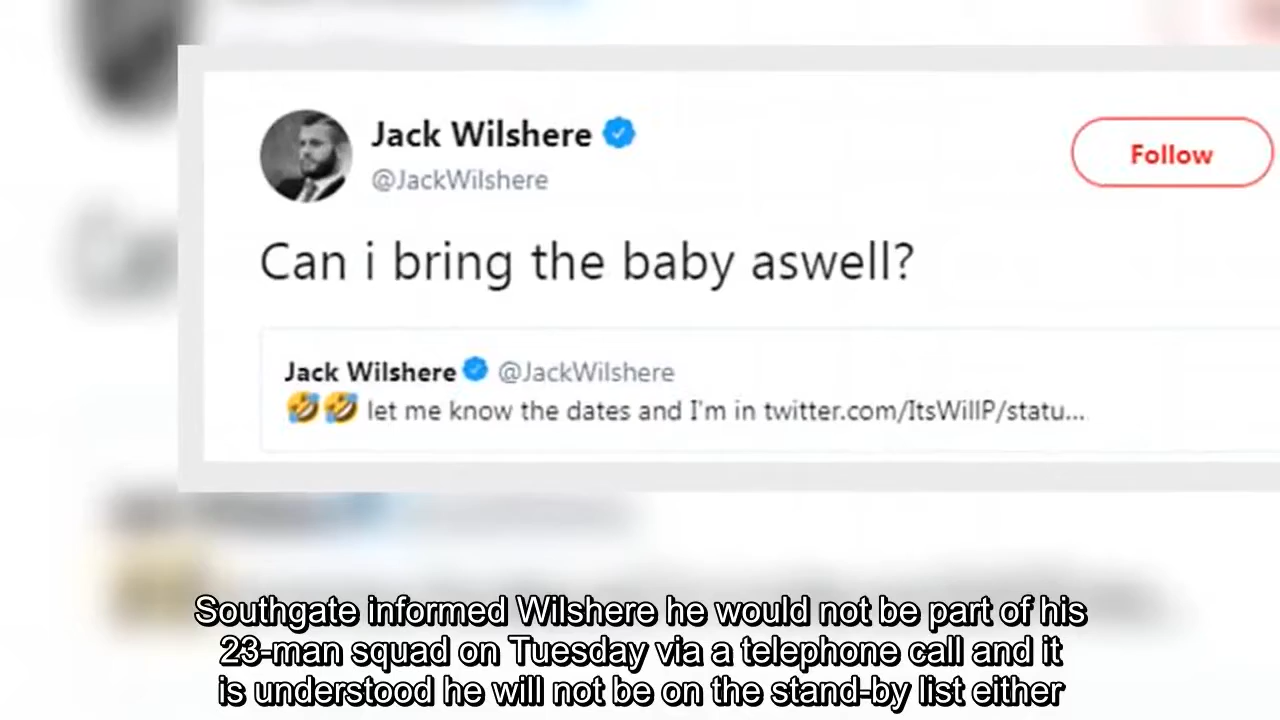 Jack Wilshere
@JackWilshere
Follow
Can i bring the baby aswell?
Jack Wilshere @JackWilshere
🤣🤣 let me know the dates and I'm in twitter.com/ItsWillP/statu...
Southgate informed Wilshere he would not be part of his
23-man squad on Tuesday via a telephone call and it
is understood he will not be on the stand-by list either